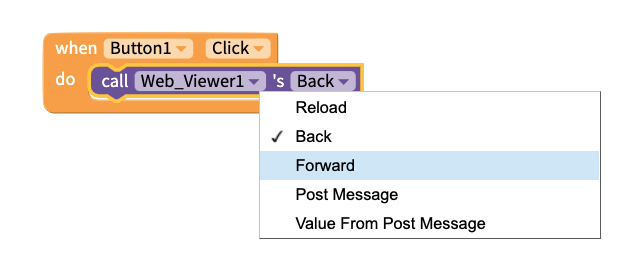 when Button1 Click
do call Web_Viewer1 's Back
Reload
✓ Back
Forward
Post Message
Value From Post Message